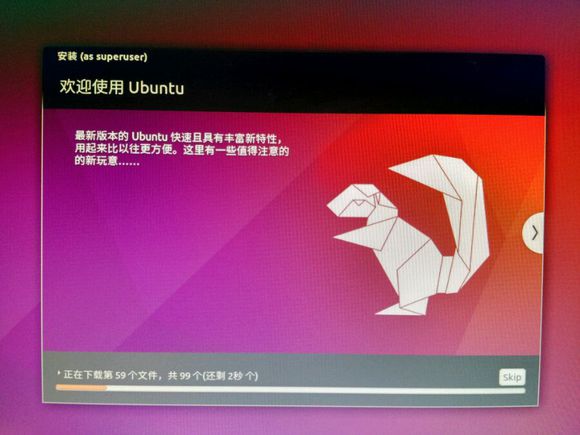 安装 (as superuser)
欢迎使用 Ubuntu
最新版本的 Ubuntu 快速且具有丰富新特性，
用起来比以往更方便。这里有一些值得注意的
的新玩意……
正在下载第 59 个文件，共 99 个(还剩 2秒 个)
Skip